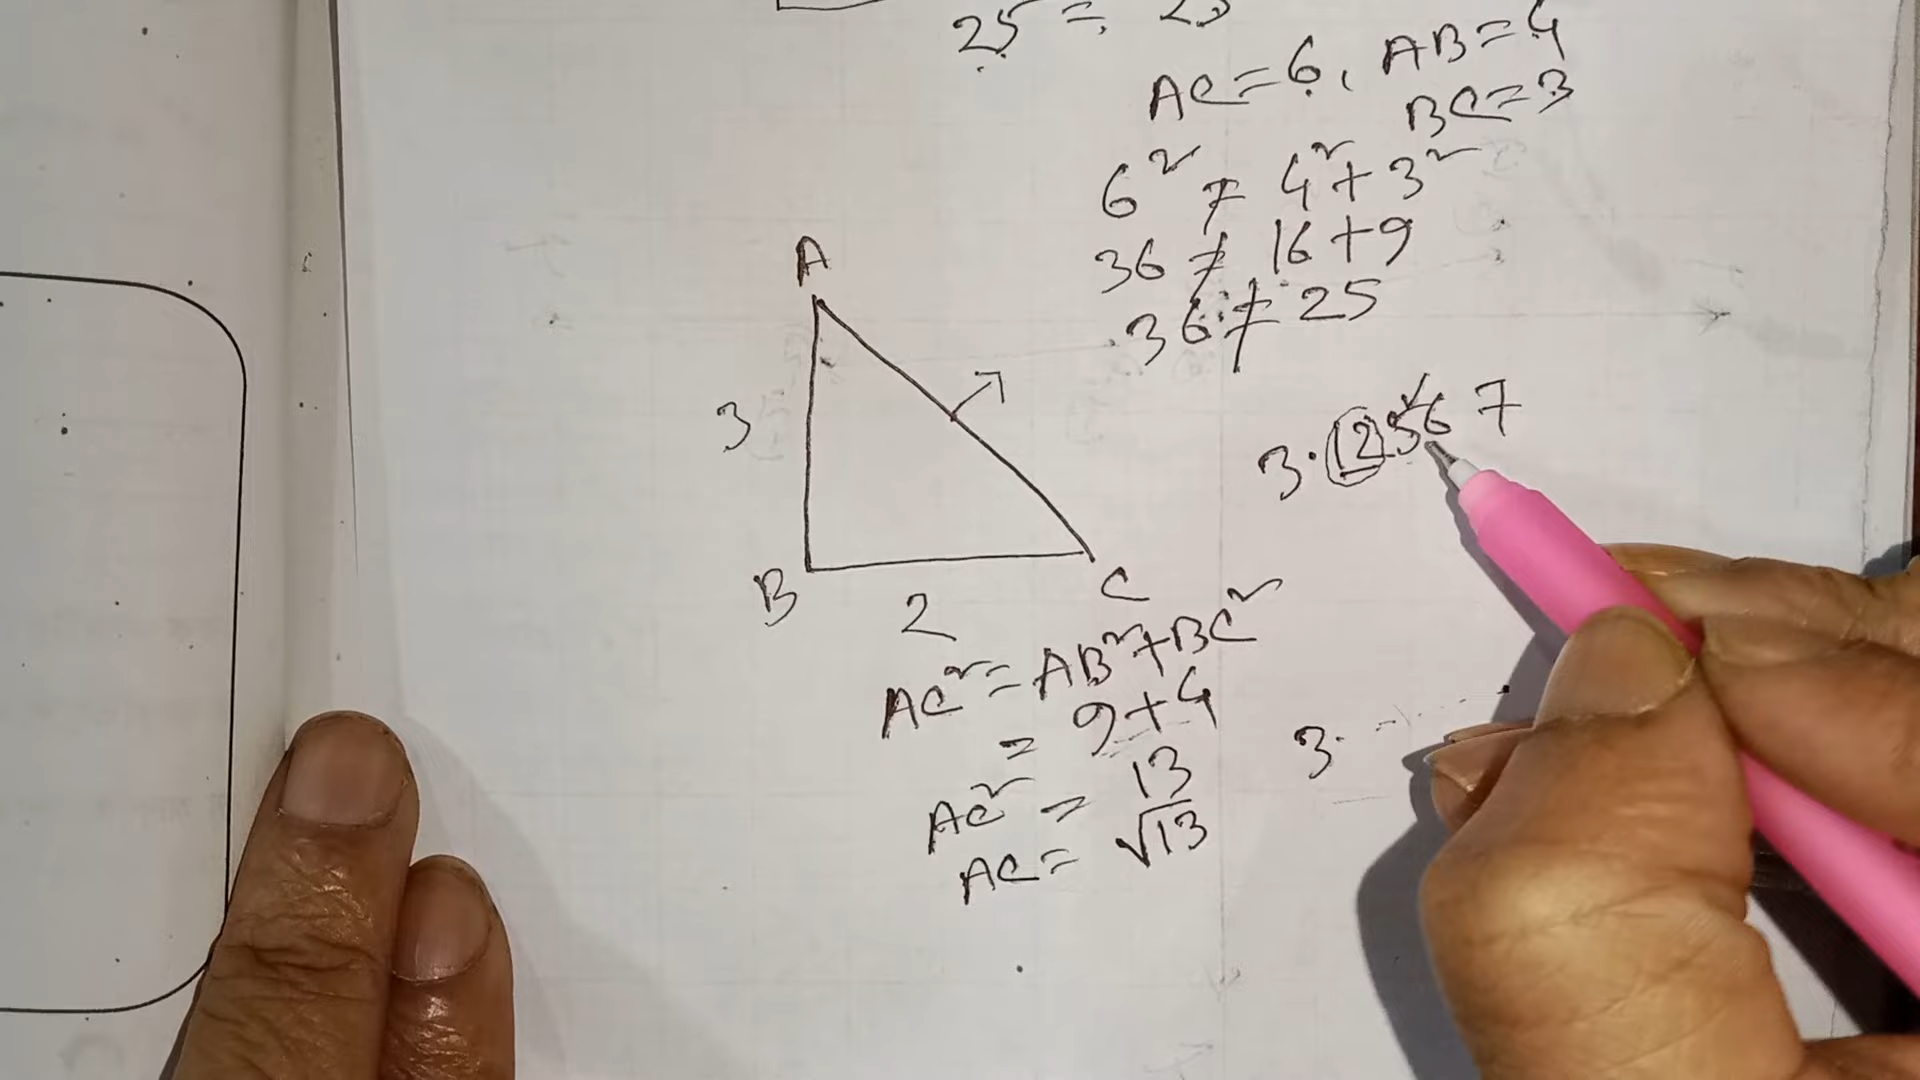 25 = 25
AC = 6, AB = 4
BC = 3
6² ≠ 4² + 3²
36 ≠ 16 + 9
36 ≠ 25
A
3
3.12567
B
2
C
AC² = AB² + BC²
= 9 + 4
AC² = 13
3.
AC = √13